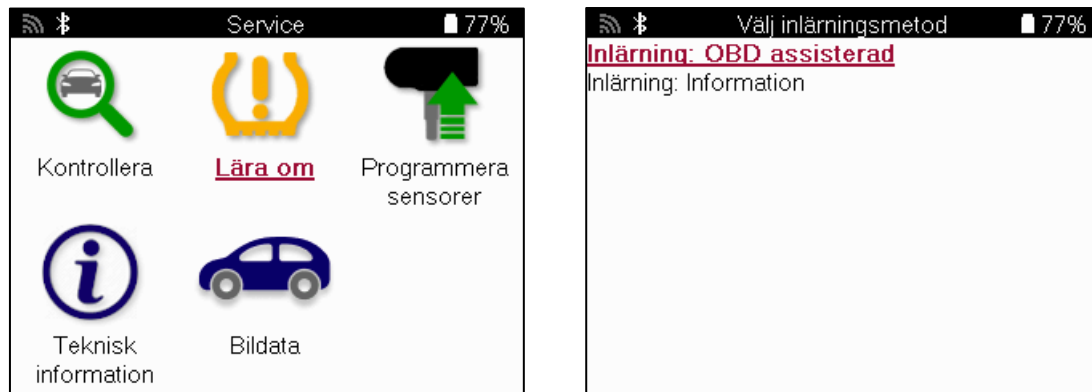 Service
77%
Kontrollera
Lära om
Programmera
sensorer
Teknisk
information
Bildata
Välj inlärningsmetod
77%
Inlärning: OBD assisterad
Inlärning: Information